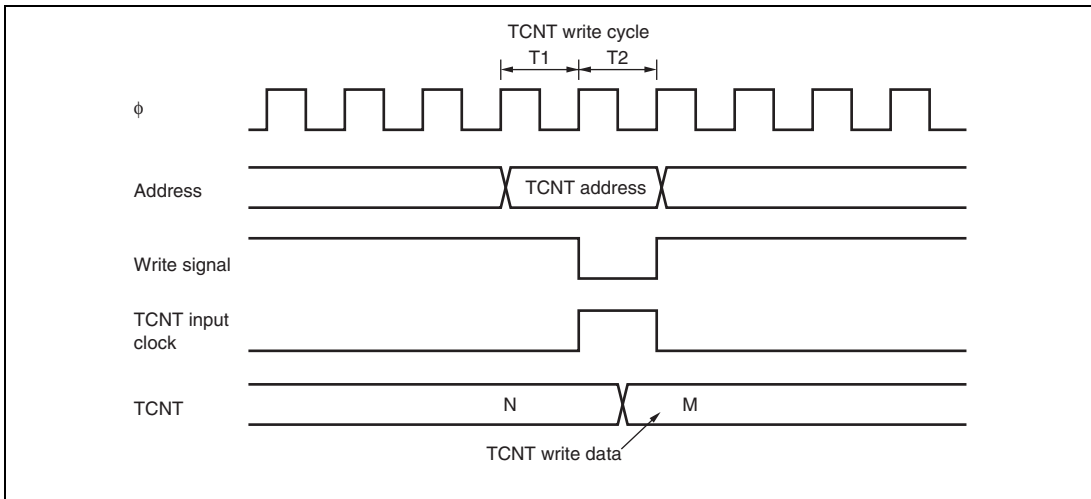 TCNT write cycle
T1 T2
ϕ
Address TCNT address
Write signal
TCNT input
clock
TCNT N M
TCNT write data